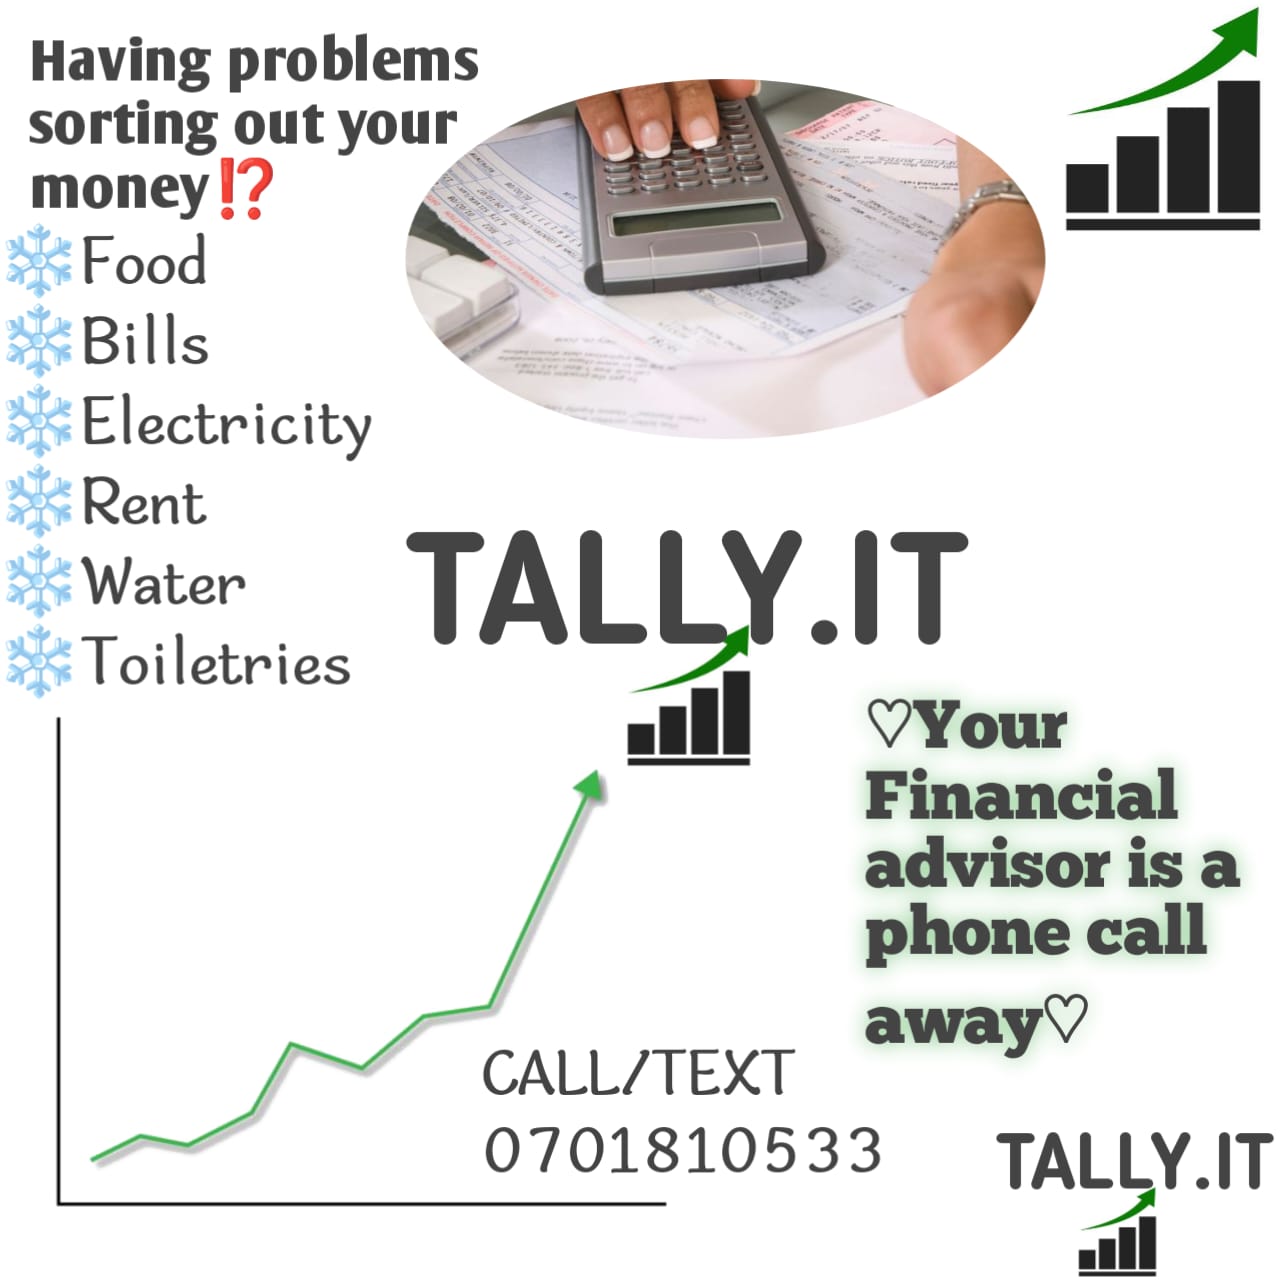 Having problems
sorting out your
money⁉️
❄️Food
❄️Bills
❄️Electricity
❄️Rent
❄️Water
❄️Toiletries
TALLY.IT
♡Your
Financial
advisor is a
phone call
away♡
CALL/TEXT
0701810533
TALLY.IT